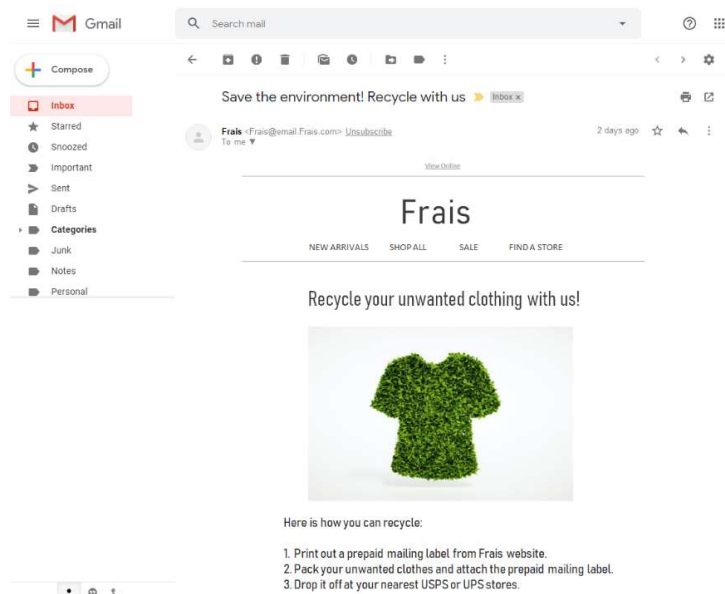 Gmail
Search mail
Compose
Inbox
Starred
Snoozed
Important
Sent
Drafts
Categories
Junk
Notes
Personal
Save the environment! Recycle with us Inbox x
Frais <Frais@email.Frais.com> Unsubscribe 2 days ago
To me
View Online
Frais
NEW ARRIVALS SHOP ALL SALE FIND A STORE
Recycle your unwanted clothing with us!
Here is how you can recycle:
1. Print out a prepaid mailing label from Frais website.
2. Pack your unwanted clothes and attach the prepaid mailing label.
3. Drop it off at your nearest USPS or UPS stores.